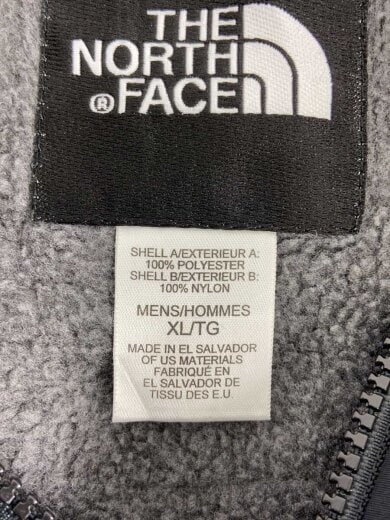 THE
NORTH
® FACE
SHELL A/EXTERIEUR A:
100% POLYESTER
SHELL B/EXTERIEUR B:
100% NYLON
MENS/HOMMES
XL/TG
MADE IN EL SALVADOR
OF US MATERIALS
FABRIQUÉ EN
EL SALVADOR DE
TISSU DES E.U.